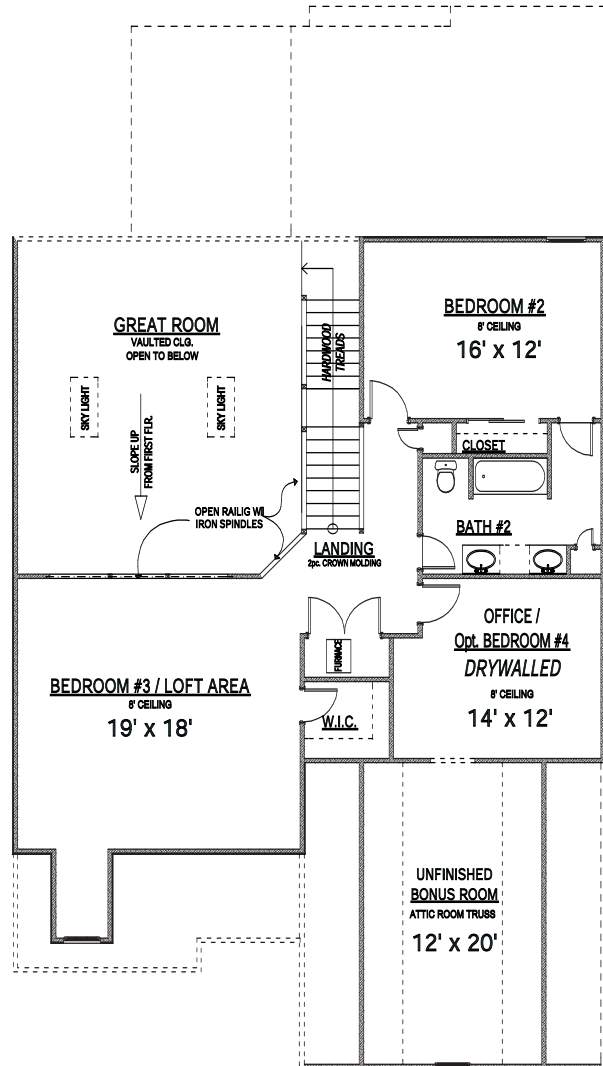 GREAT ROOM
VAULTED CLG.
OPEN TO BELOW
SKY LIGHT
SKY LIGHT
SLOPE UP
FROM FIRST FLR.
OPEN RAILIG W/
IRON SPINDLES
HARDWOOD
TREADS
BEDROOM #2
8' CEILING
16' x 12'
CLOSET
BATH #2
LANDING
2pc. CROWN MOLDING
FURNACE
W.I.C.
BEDROOM #3 / LOFT AREA
8' CEILING
19' x 18'
OFFICE /
Opt. BEDROOM #4
DRYWALLED
8' CEILING
14' x 12'
UNFINISHED
BONUS ROOM
ATTIC ROOM TRUSS
12' x 20'